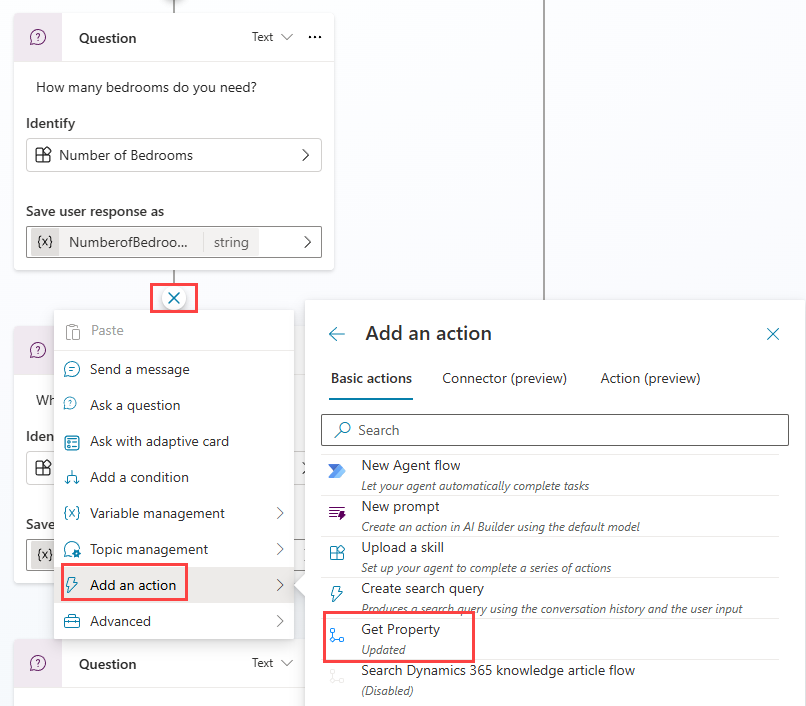 Question
Text
How many bedrooms do you need?
Identify
Number of Bedrooms
Save user response as
{x} NumberofBedroo... string
Paste
Send a message
Wh
Ask a question
Iden
Ask with adaptive card
Add a condition
Variable management
Save
Topic management
{x}
Add an action
Advanced
Question
Text
Add an action
Basic actions Connector (preview) Action (preview)
Search
New Agent flow
Let your agent automatically complete tasks
New prompt
Create an action in AI Builder using the default model
Upload a skill
Set up your agent to complete a series of actions
Create search query
Produces a search query using the conversation history and the user input
Get Property
Updated
Search Dynamics 365 knowledge article flow
(Disabled)